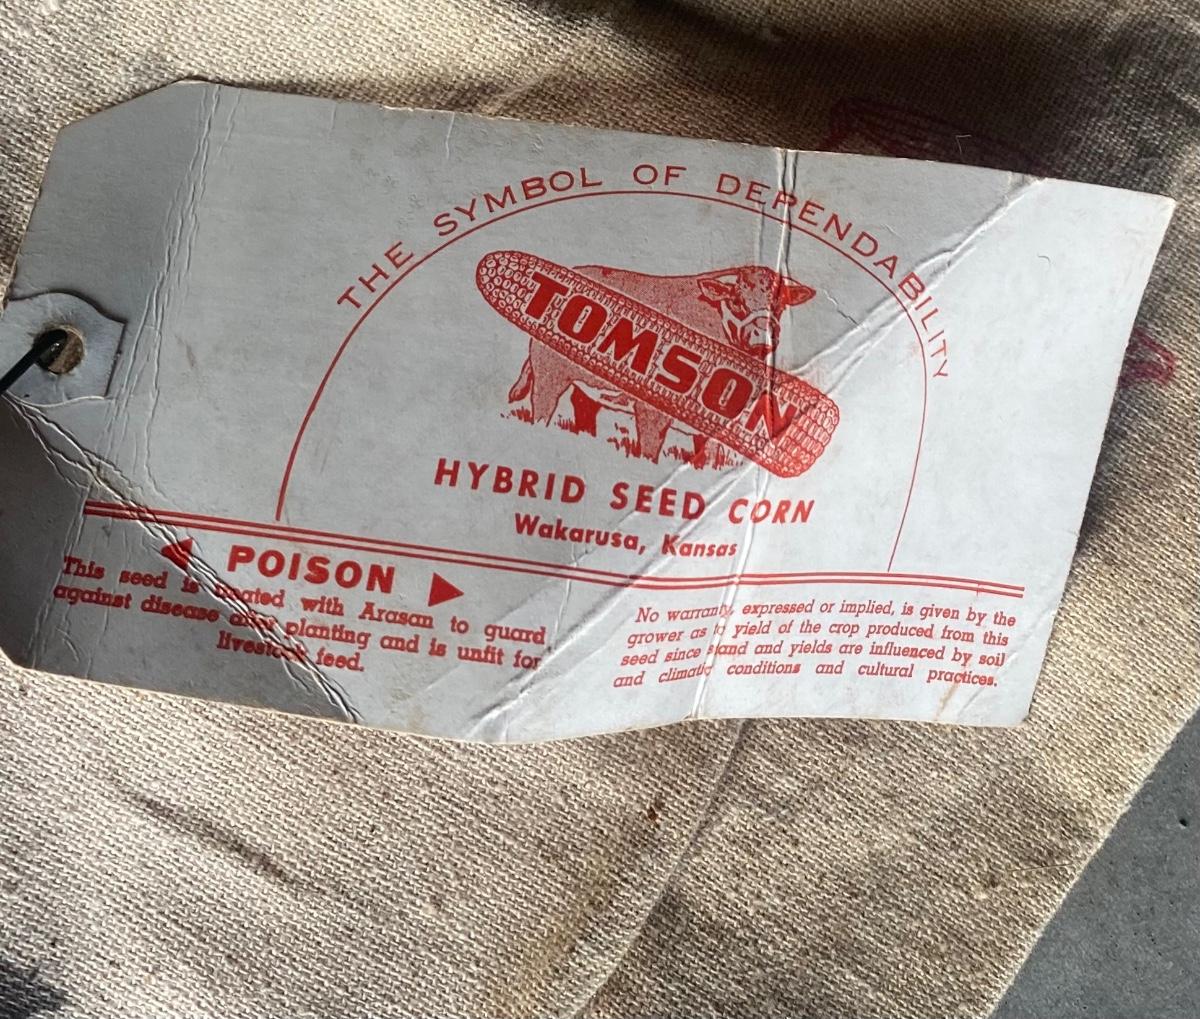 THE SYMBOL OF DEPENDABILITY
TOMSON
HYBRID SEED CORN
Wakarusa, Kansas
POISON
This seed is treated with Arasan to guard
against disease after planting and is unfit for
livestock feed.
No warranty, expressed or implied, is given by the
grower as to yield of the crop produced from this
seed since stand and yields are influenced by soil
and climatic conditions and cultural practices.